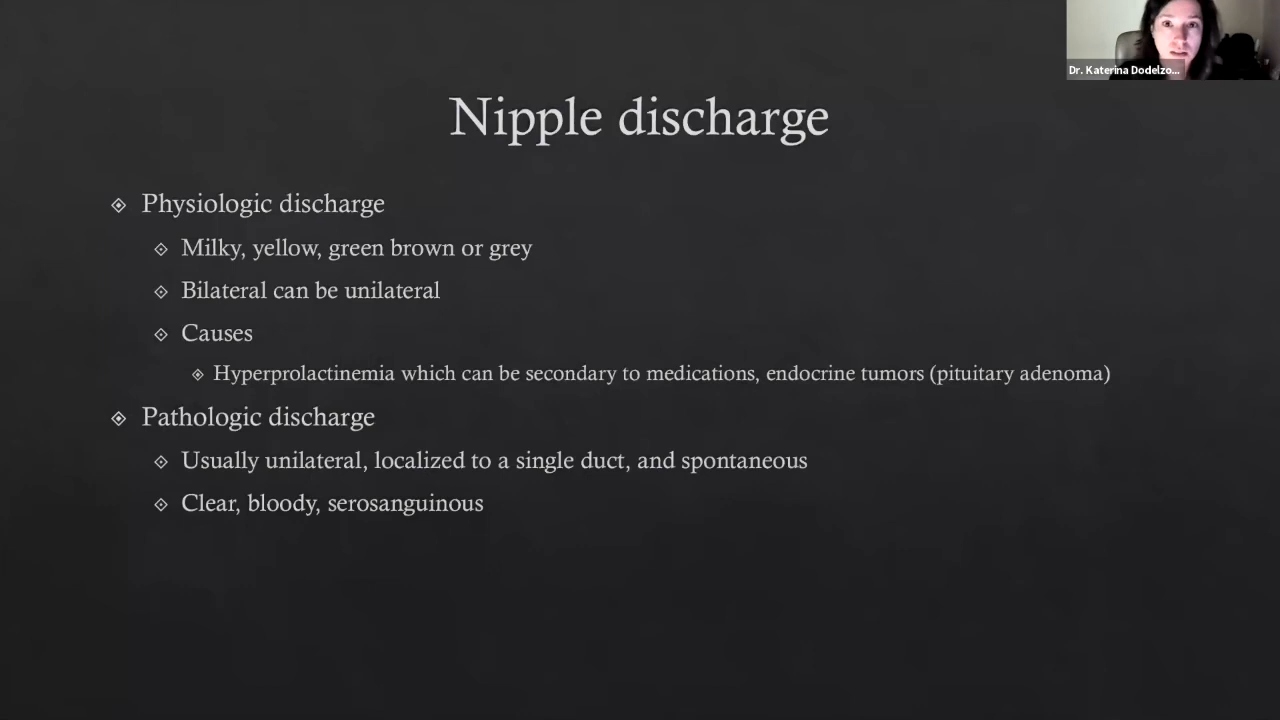 Dr. Katerina Dodelzo...
Nipple discharge
Physiologic discharge
Milky, yellow, green brown or grey
Bilateral can be unilateral
Causes
Hyperprolactinemia which can be secondary to medications, endocrine tumors (pituitary adenoma)
Pathologic discharge
Usually unilateral, localized to a single duct, and spontaneous
Clear, bloody, serosanguinous